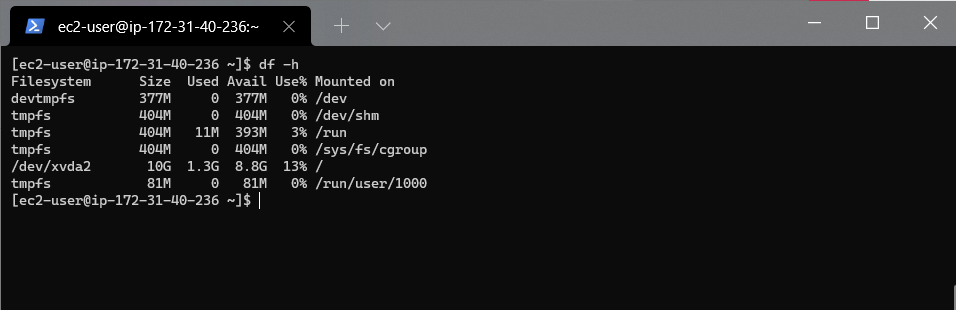 ec2-user@ip-172-31-40-236:~
[ec2-user@ip-172-31-40-236 ~]$ df -h
Filesystem      Size  Used Avail Use% Mounted on
devtmpfs        377M     0  377M   0% /dev
tmpfs           404M     0  404M   0% /dev/shm
tmpfs           404M   11M  393M   3% /run
tmpfs           404M     0  404M   0% /sys/fs/cgroup
/dev/xvda2       10G  1.3G  8.8G  13% /
tmpfs            81M     0   81M   0% /run/user/1000
[ec2-user@ip-172-31-40-236 ~]$